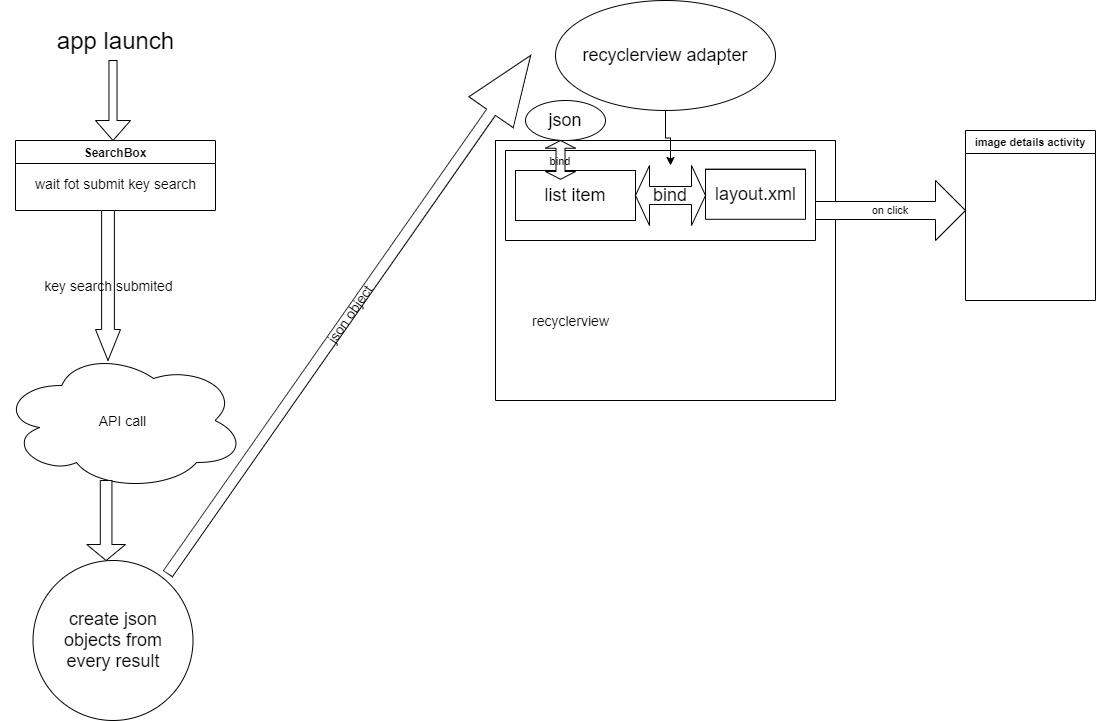 app launch
SearchBox
wait fot submit key search
key search submited
API call
create json
objects from
every result
json object
recyclerview adapter
json
bind
list item
bind
layout.xml
recyclerview
on click
image details activity